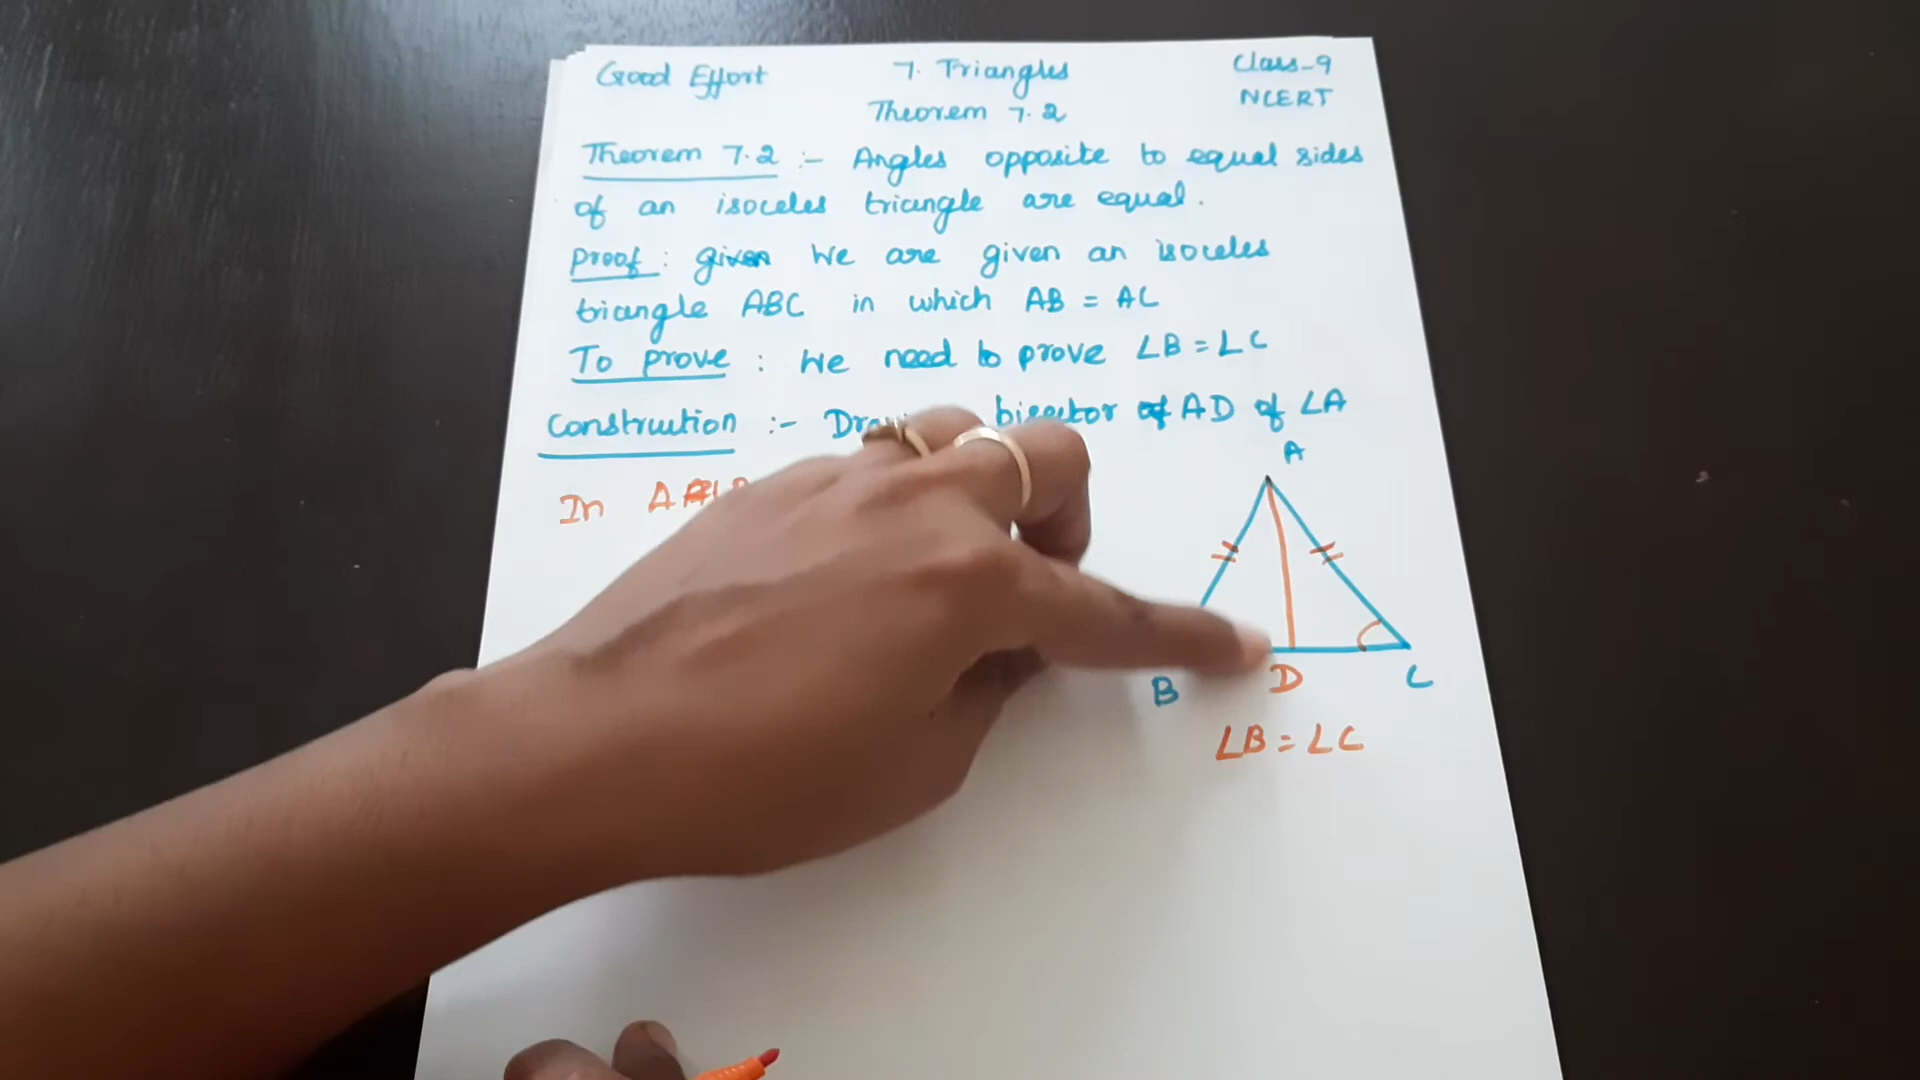 Good Effort 7. Triangles Class-9
Theorem 7.2 NCERT
Theorem 7.2 :- Angles opposite to equal sides
of an isoceles triangle are equal.
Proof : given We are given an isoceles
triangle ABC in which AB = AC
To prove : We need to prove ∠B = ∠C
Construction :- bisector of AD of ∠A
A
In
B D C
∠B = ∠C